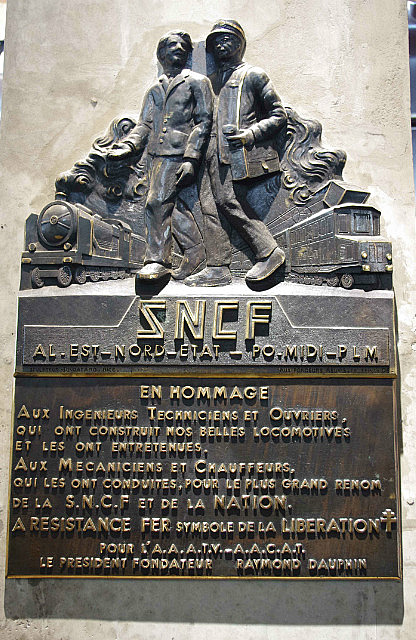 SNCF
AL.EST-NORD-ETAT-PO.MIDI-PLM
EN HOMMAGE
AUX INGENIEURS TECHNICIENS ET OUVRIERS,
QUI ONT CONSTRUIT NOS BELLES LOCOMOTIVES
ET LES ONT ENTRETENUES,
AUX MECANICIENS ET CHAUFFEURS,
QUI LES ONT CONDUITES, POUR LE PLUS GRAND RENOM
DE LA S.N.C.F ET DE LA NATION.
A RESISTANCE FER SYMBOLE DE LA LIBERATION
POUR L'A.A.A.T.V.-A.A.C.A.T.
LE PRESIDENT FONDATEUR RAYMOND DAUPHIN